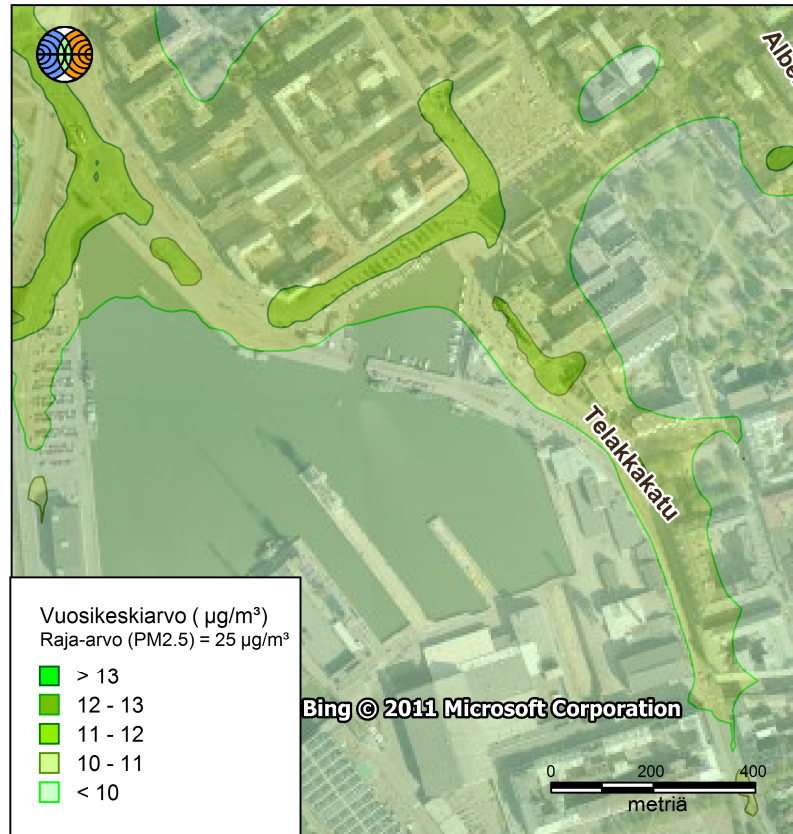 Telakkakatu
Vuosikeskiarvo ( µg/m³)
Raja-arvo (PM2.5) = 25 µg/m³
> 13
12 - 13
11 - 12
10 - 11
< 10
Bing © 2011 Microsoft Corporation
0 200 400
metriä